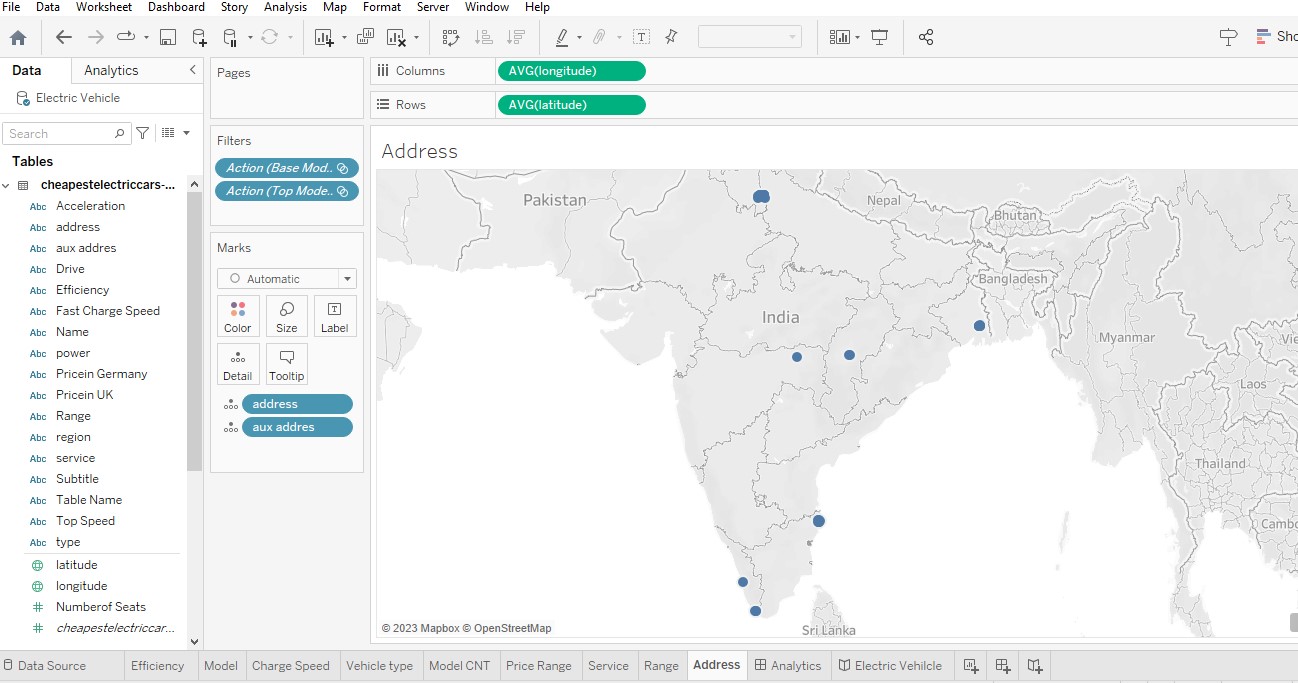 File Data Worksheet Dashboard Story Analysis Map Format Server Window Help
Sho
Data Analytics
Electric Vehicle
Search
Tables
cheapestelectriccars-...
Abc Acceleration
Abc address
Abc aux addres
Abc Drive
Abc Efficiency
Abc Fast Charge Speed
Abc Name
Abc power
Abc Pricein Germany
Abc Pricein UK
Abc Range
Abc region
Abc service
Abc Subtitle
Abc Table Name
Abc Top Speed
Abc type
latitude
longitude
Numberof Seats
cheapestelectriccar...
Pages
Filters
Action (Base Mod..
Action (Top Mode..
Marks
Automatic
Color Size Label
Detail Tooltip
address
aux addres
Columns AVG(longitude)
Rows AVG(latitude)
Address
Pakistan
Nepal
Bhutan
Bangladesh
India
Myanmar
Vie
Laos
Thailand
Cambo
Sri Lanka
© 2023 Mapbox © OpenStreetMap
Data Source Efficiency Model Charge Speed Vehicle type Model CNT Price Range Service Range Address Analytics Electric Vehilcle